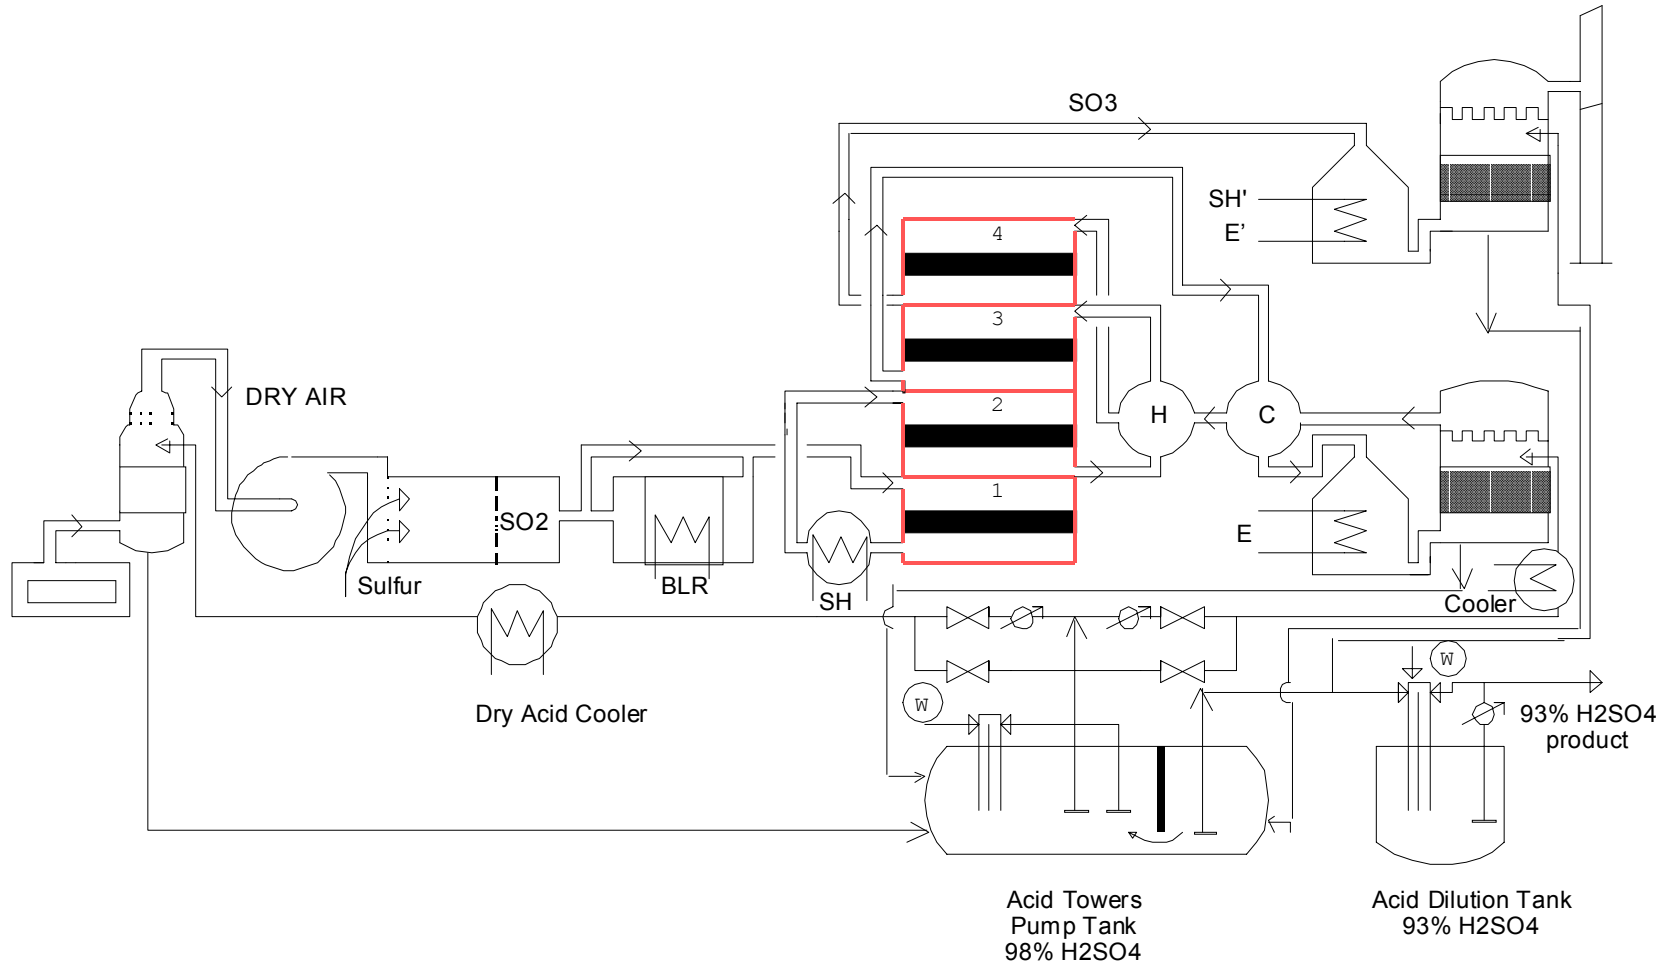 SO3
SH'
E’
4
3
DRY AIR
2
H
C
1
SO2
E
Sulfur
BLR
SH
Cooler
W
W
Dry Acid Cooler
93% H2SO4
product
Acid Towers
Pump Tank
98% H2SO4
Acid Dilution Tank
93% H2SO4